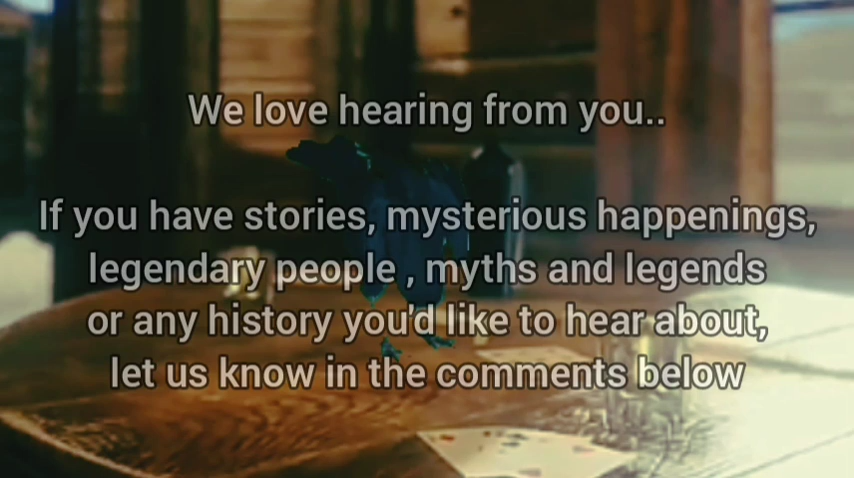 We love hearing from you..
If you have stories, mysterious happenings,
legendary people , myths and legends
or any history you'd like to hear about,
let us know in the comments below